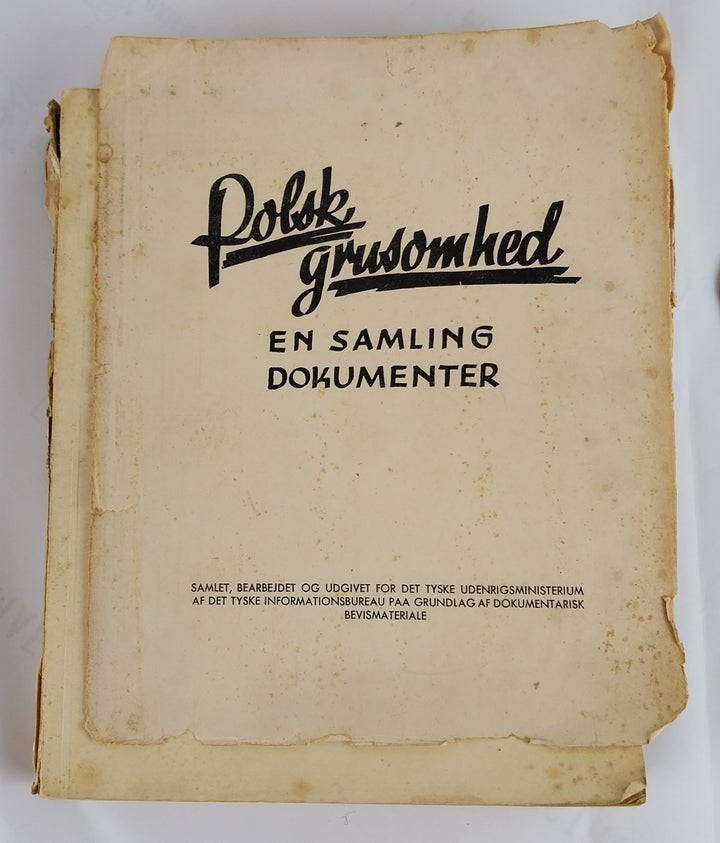 Polsk
grusomhed
EN SAMLING
DOKUMENTER
SAMLET, BEARBEJDET OG UDGIVET FOR DET TYSKE UDENRIGSMINISTERIUM
AF DET TYSKE INFORMATIONSBUREAU PAA GRUNDLAG AF DOKUMENTARISK
BEVISMATERIALE